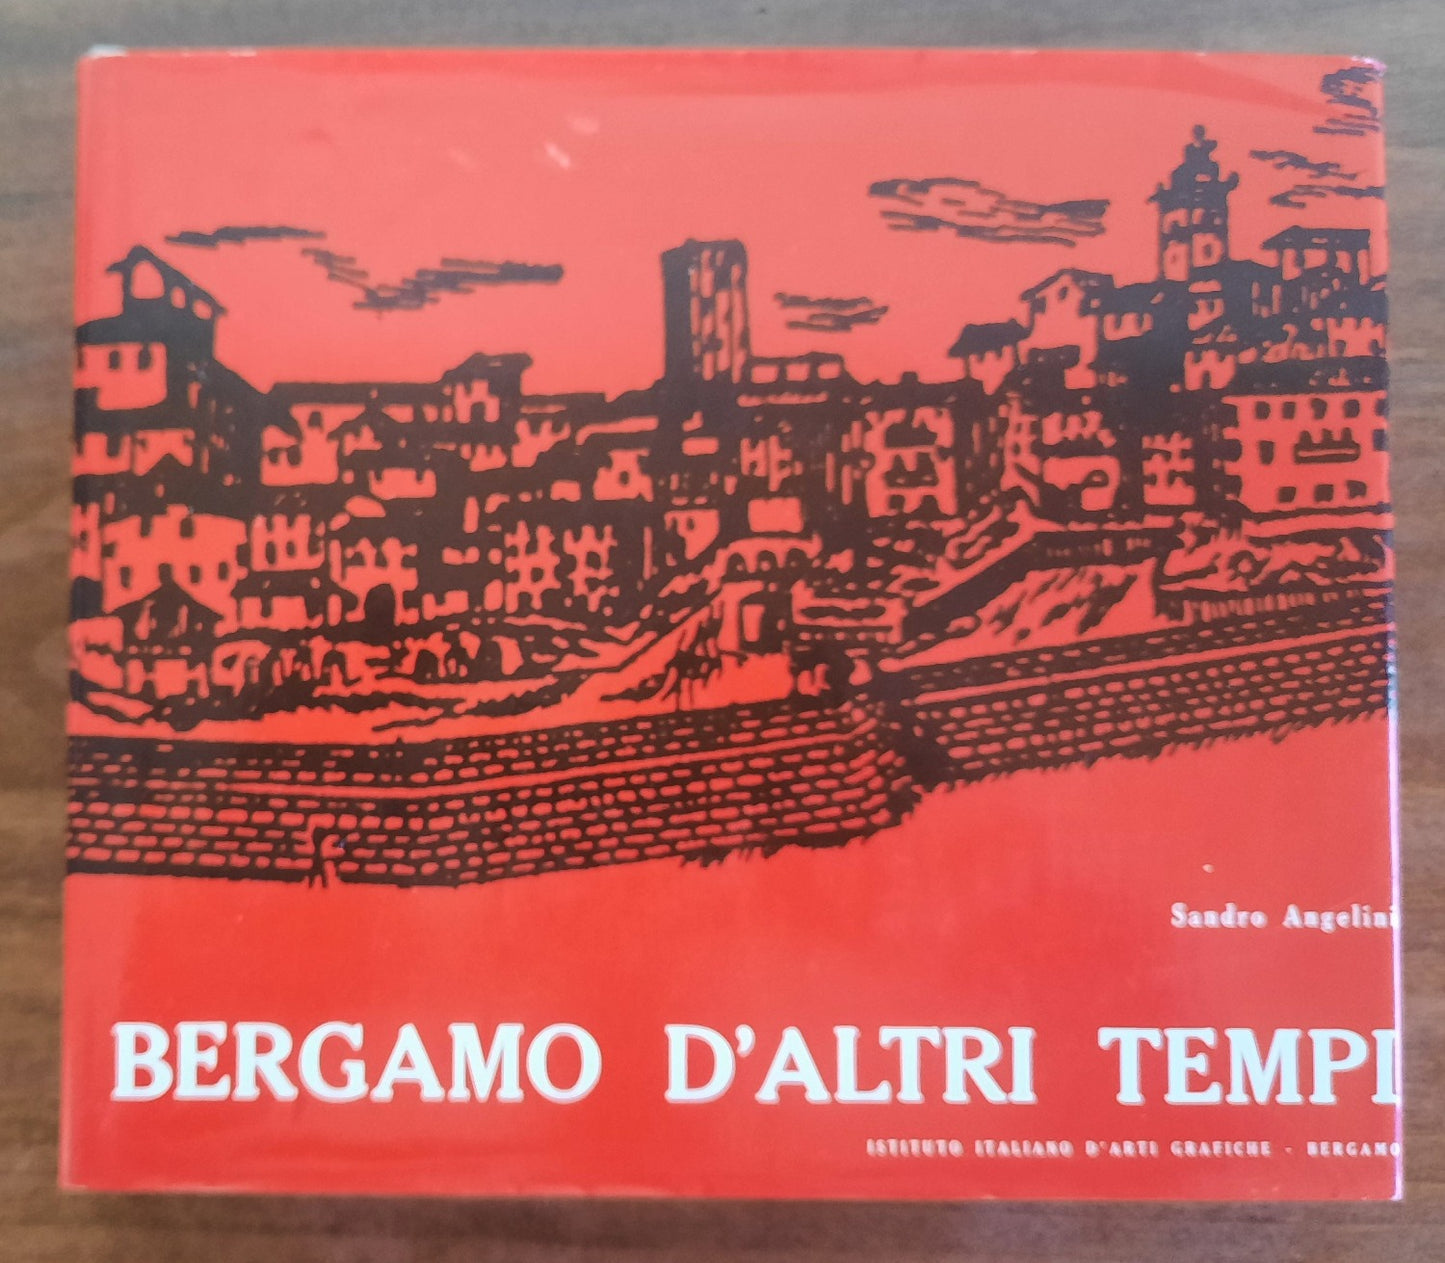 Sandro Angelini
BERGAMO D'ALTRI TEMPI
ISTITUTO ITALIANO D'ARTI GRAFICHE - BERGAMO